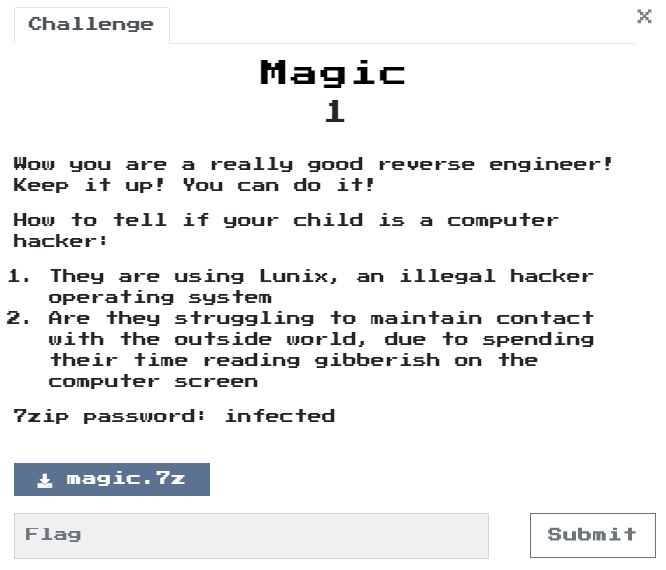 Challenge
×
Magic
1
Wow you are a really good reverse engineer!
Keep it up! You can do it!
How to tell if your child is a computer
hacker:
1. They are using Lunix, an illegal hacker
operating system
2. Are they struggling to maintain contact
with the outside world, due to spending
their time reading gibberish on the
computer screen
7zip password: infected
magic.7z
Flag
Submit